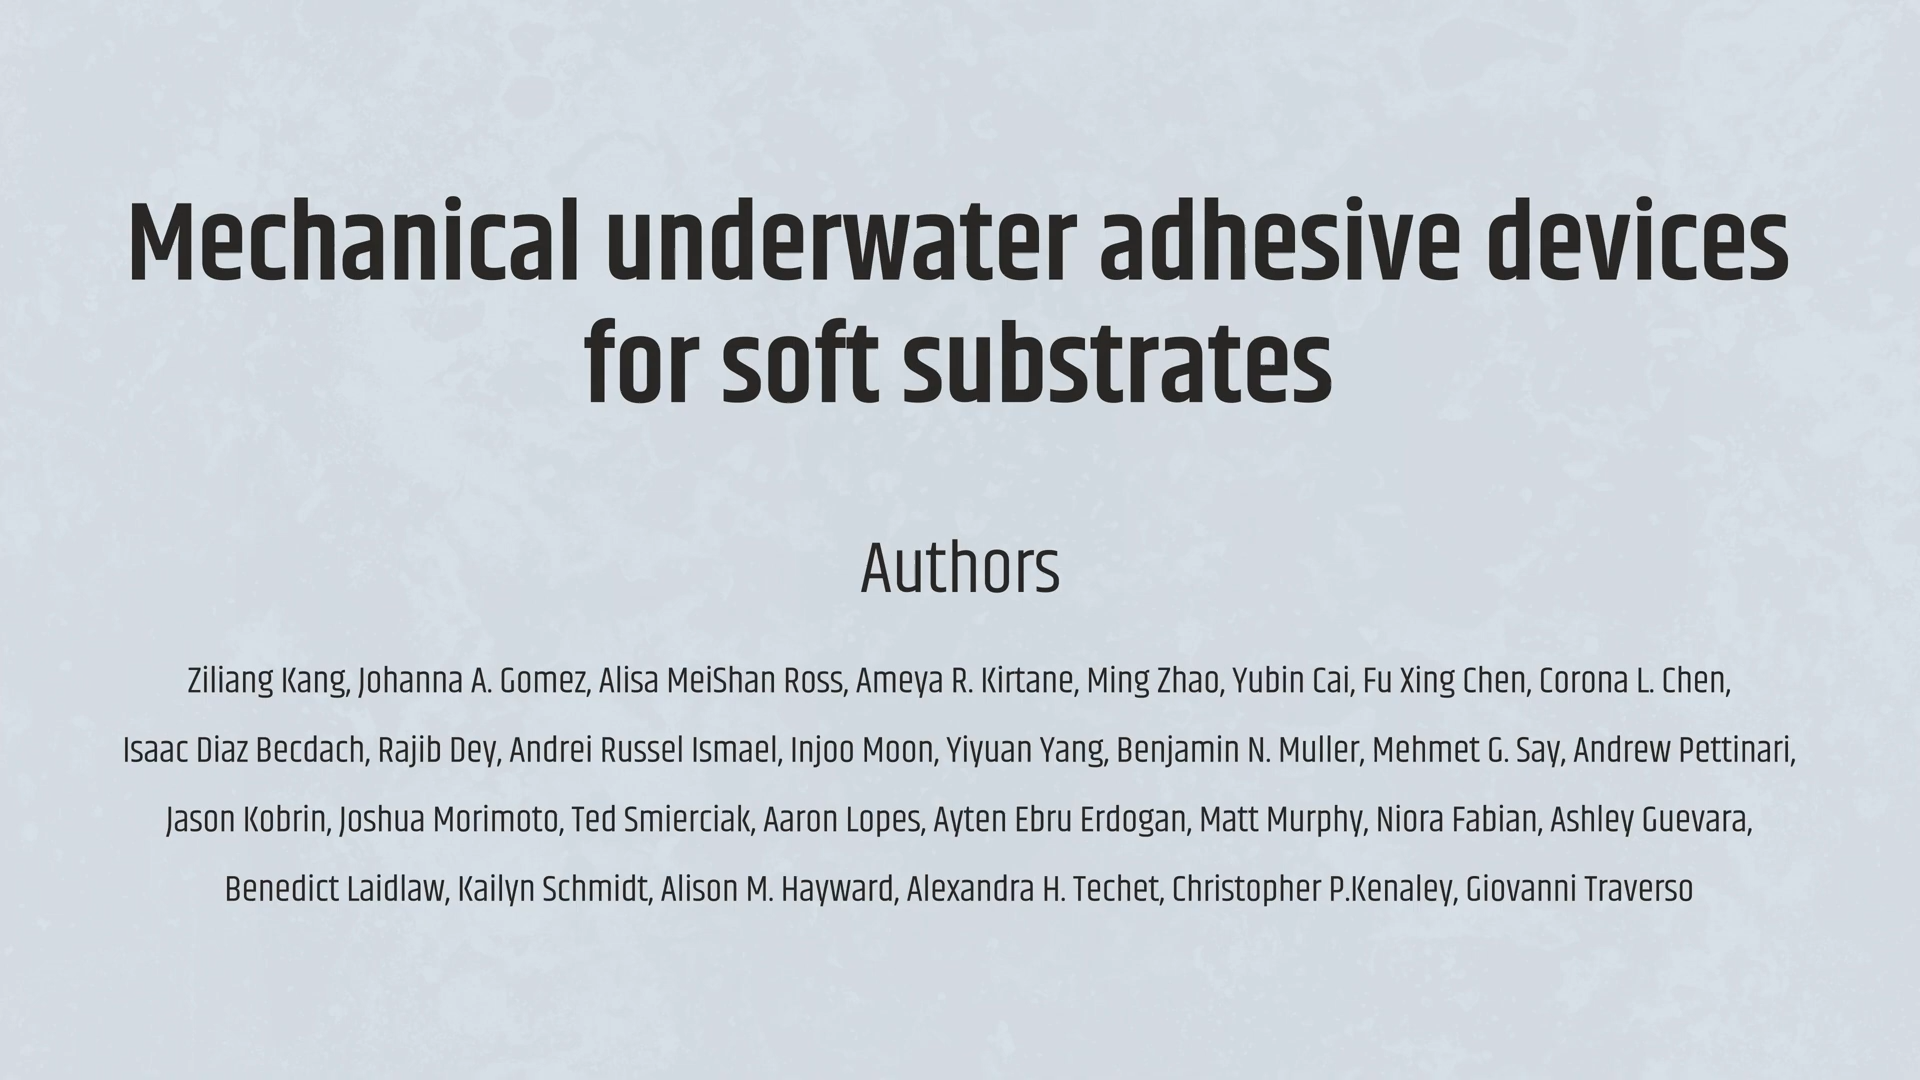 Mechanical underwater adhesive devices
for soft substrates
Authors
Ziliang Kang, Johanna A. Gomez, Alisa MeiShan Ross, Ameya R. Kirtane, Ming Zhao, Yubin Cai, Fu Xing Chen, Corona L. Chen,
Isaac Diaz Becdach, Rajib Dey, Andrei Russel Ismael, Injoo Moon, Yiyuan Yang, Benjamin N. Muller, Mehmet G. Say, Andrew Pettinari,
Jason Kobrin, Joshua Morimoto, Ted Smierciak, Aaron Lopes, Ayten Ebru Erdogan, Matt Murphy, Niora Fabian, Ashley Guevara,
Benedict Laidlaw, Kailyn Schmidt, Alison M. Hayward, Alexandra H. Techet, Christopher P.Kenaley, Giovanni Traverso